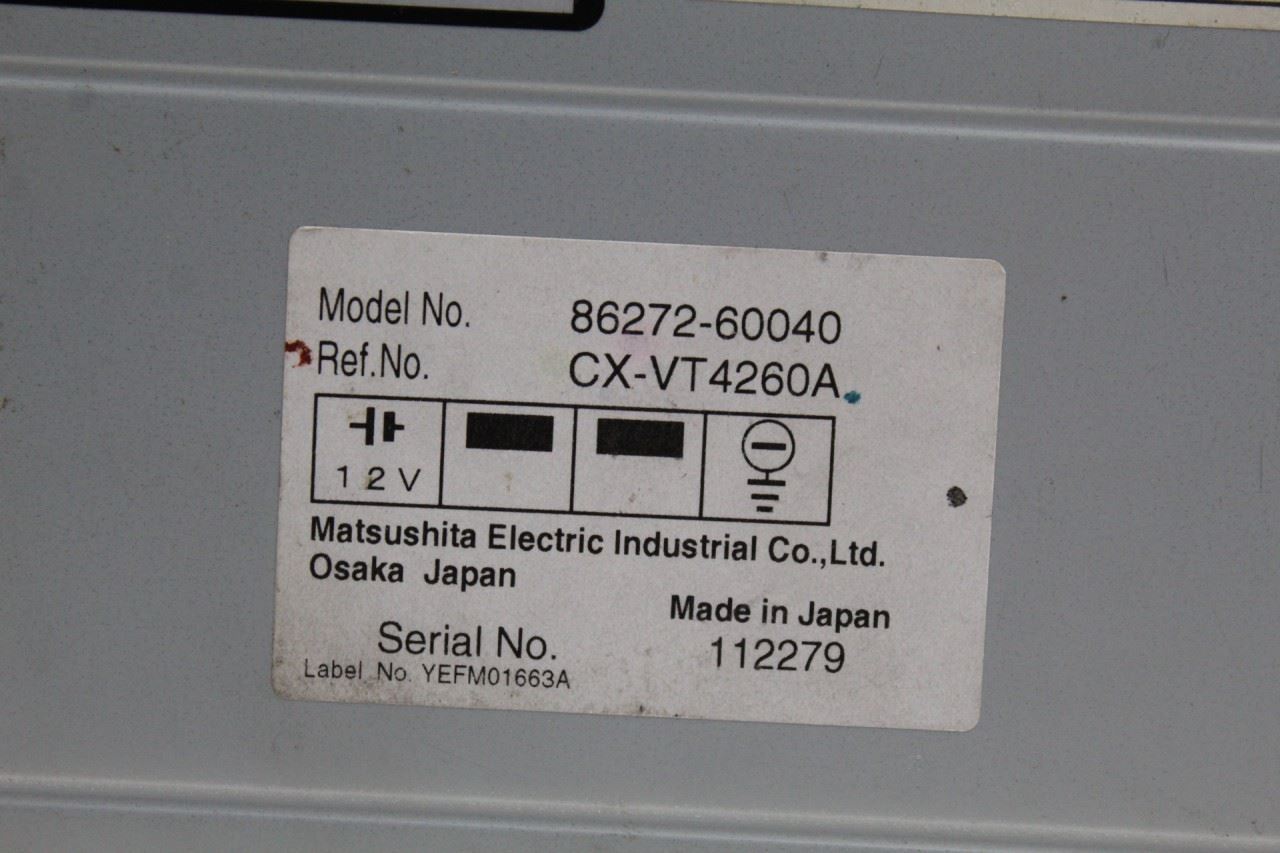 Model No. 86272-60040
Ref.No. CX-VT4260A
12V
Matsushita Electric Industrial Co.,Ltd.
Osaka Japan
Made in Japan
Serial No. 112279
Label No. YEFM01663A